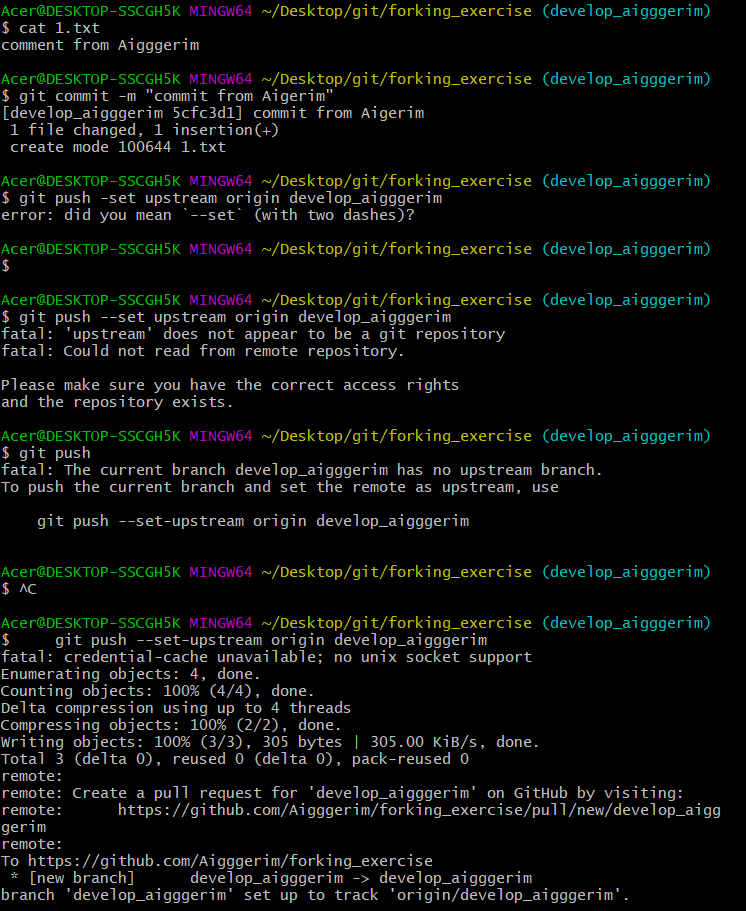 Acer@DESKTOP-SSCGH5K MINGW64 ~/Desktop/git/forking_exercise (develop_aigggerim)
$ cat 1.txt
comment from Aigggerim
Acer@DESKTOP-SSCGH5K MINGW64 ~/Desktop/git/forking_exercise (develop_aigggerim)
$ git commit -m "commit from Aigerim"
[develop_aigggerim 5cfc3d1] commit from Aigerim
 1 file changed, 1 insertion(+)
 create mode 100644 1.txt
Acer@DESKTOP-SSCGH5K MINGW64 ~/Desktop/git/forking_exercise (develop_aigggerim)
$ git push -set upstream origin develop_aigggerim
error: did you mean `--set` (with two dashes)?
Acer@DESKTOP-SSCGH5K MINGW64 ~/Desktop/git/forking_exercise (develop_aigggerim)
$
Acer@DESKTOP-SSCGH5K MINGW64 ~/Desktop/git/forking_exercise (develop_aigggerim)
$ git push --set upstream origin develop_aigggerim
fatal: 'upstream' does not appear to be a git repository
fatal: Could not read from remote repository.
Please make sure you have the correct access rights
and the repository exists.
Acer@DESKTOP-SSCGH5K MINGW64 ~/Desktop/git/forking_exercise (develop_aigggerim)
$ git push
fatal: The current branch develop_aigggerim has no upstream branch.
To push the current branch and set the remote as upstream, use
    git push --set-upstream origin develop_aigggerim
Acer@DESKTOP-SSCGH5K MINGW64 ~/Desktop/git/forking_exercise (develop_aigggerim)
$ ^C
Acer@DESKTOP-SSCGH5K MINGW64 ~/Desktop/git/forking_exercise (develop_aigggerim)
$     git push --set-upstream origin develop_aigggerim
fatal: credential-cache unavailable; no unix socket support
Enumerating objects: 4, done.
Counting objects: 100% (4/4), done.
Delta compression using up to 4 threads
Compressing objects: 100% (2/2), done.
Writing objects: 100% (3/3), 305 bytes | 305.00 KiB/s, done.
Total 3 (delta 0), reused 0 (delta 0), pack-reused 0
remote:
remote: Create a pull request for 'develop_aigggerim' on GitHub by visiting:
remote:      https://github.com/Aigggerim/forking_exercise/pull/new/develop_aigg
gerim
remote:
To https://github.com/Aigggerim/forking_exercise
 * [new branch]      develop_aigggerim -> develop_aigggerim
branch 'develop_aigggerim' set up to track 'origin/develop_aigggerim'.